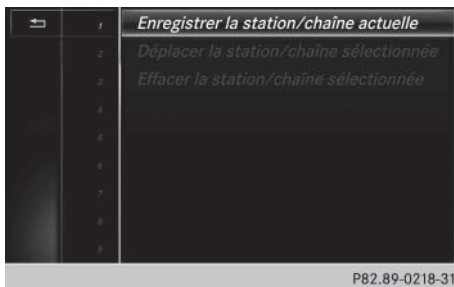 1 Enregistrer la station/chaîne actuelle
2 Déplacer la station/chaîne sélectionnée
3 Effacer la station/chaîne sélectionnée
4
5
6
7
8
9
P82.89-0218-31